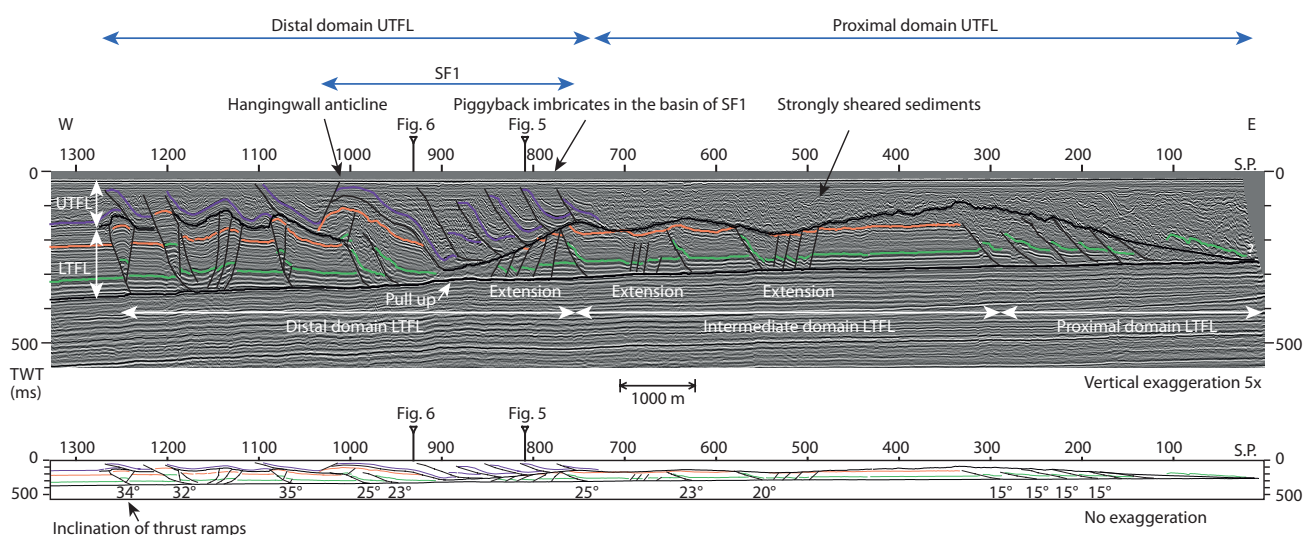 Distal domain UTFL Proximal domain UTFL
SF1
Hangingwall anticline Piggyback imbricates in the basin of SF1 Strongly sheared sediments
W Fig. 6 Fig. 5 E
1300 1200 1100 1000 900 800 700 600 500 400 300 200 100 S.P.
0 0
UTFL
LTFL
2
Pull up Extension Extension Extension
Distal domain LTFL Intermediate domain LTFL Proximal domain LTFL
500 500
TWT
(ms)
1000 m
Vertical exaggeration 5x
Fig. 6 Fig. 5
1300 1200 1100 1000 900 800 700 600 500 400 300 200 100 S.P.
0 0
500 34° 32° 35° 25° 23° 25° 23° 20° 15° 15° 15° 15° 500
Inclination of thrust ramps
No exaggeration